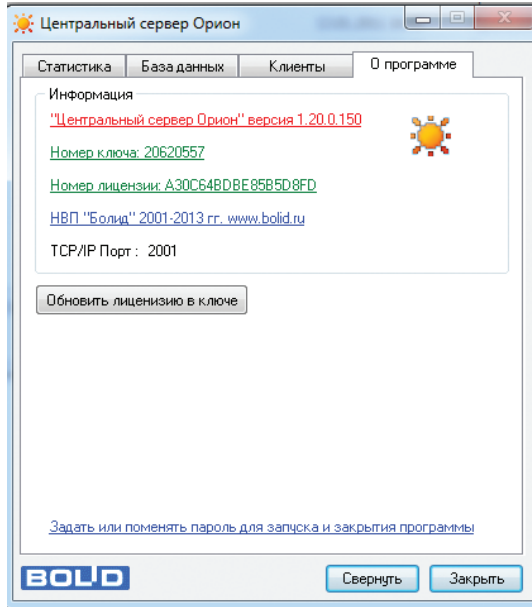 Центральный сервер Орион
Статистика База данных Клиенты О программе
Информация
"Центральный сервер Орион" версия 1.20.0.150
Номер ключа: 20620557
Номер лицензии: A30C64BDBE85B5D8FD
НВП "Болид" 2001-2013 гг. www.bolid.ru
TCP/IP Порт : 2001
Обновить лиценизию в ключе
Задать или поменять пароль для запуска и закрытия программы
BOLID
Свернуть Закрыть